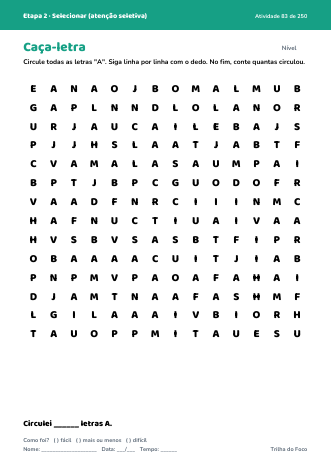 Etapa 2 · Selecionar (atenção seletiva)
Atividade 83 de 250
Caça-letra
Nível
Circule todas as letras "A". Siga linha por linha com o dedo. No fim, conte quantas circulou.
E A N A O J B O M A L M U B
G A P L N N D L O L A N O R
U R J A U C A I L E B A J S
P J J H S L A A T J A B T F
C V A M A L A S A U M P A I
B P T J B P C G U O D O F R
V A A D F N R C I I I N M C
H A F N U C T I U A I V A A
H V S B V S A S B T F I P R
O B A A A A C U I T J I A B
P N P M V P A O A F A H A I
D J A M T N A A F A S H M F
L G I L A A A I V B I O R H
T A U O P P M I T A U E S U
Circulei ______ letras A.
Como foi? ( ) fácil ( ) mais ou menos ( ) difícil
Nome: ____________________ Data: ___/___ Tempo: ______
Trilha do Foco